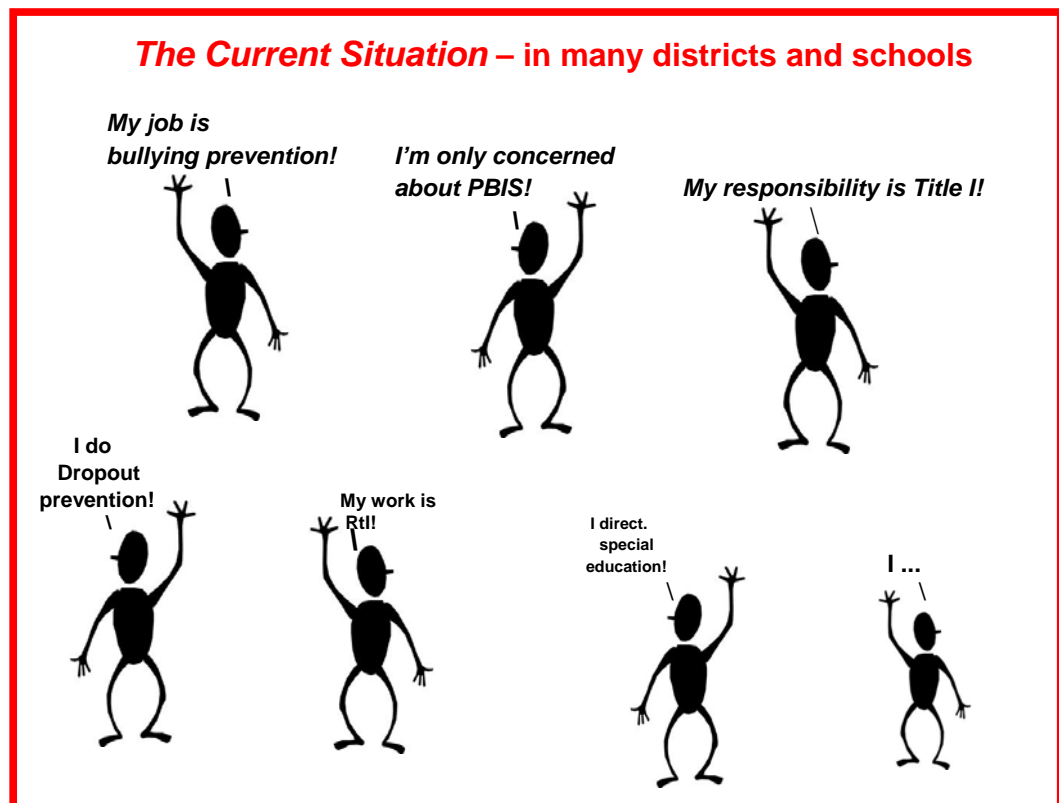 The Current Situation – in many districts and schools
My job is
bullying prevention!
I'm only concerned
about PBIS!
My responsibility is Title I!
I do
Dropout
prevention!
My work is
RtI!
I direct.
special
education!
I ...